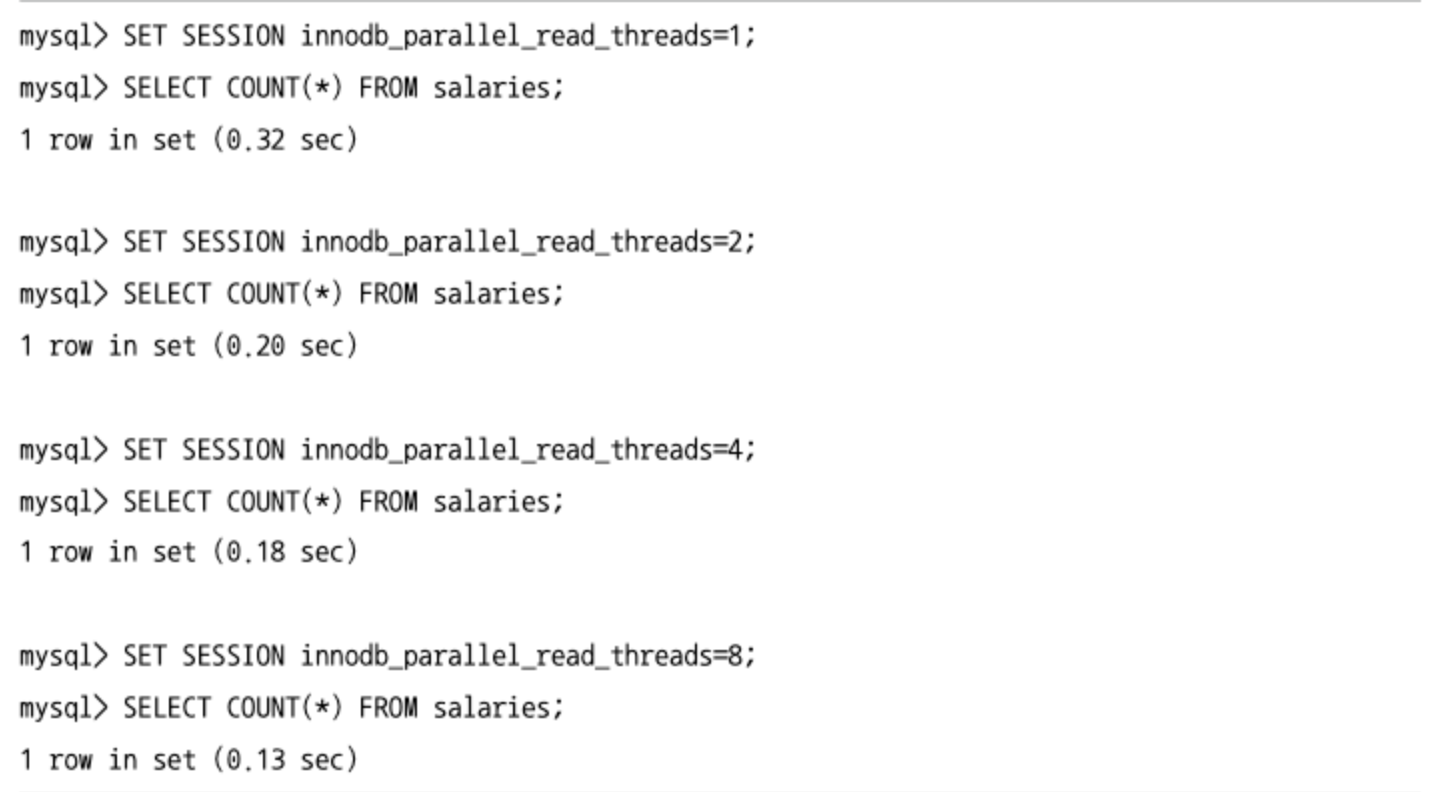 mysql> SET SESSION innodb_parallel_read_threads=1;
mysql> SELECT COUNT(*) FROM salaries;
1 row in set (0.32 sec)
mysql> SET SESSION innodb_parallel_read_threads=2;
mysql> SELECT COUNT(*) FROM salaries;
1 row in set (0.20 sec)
mysql> SET SESSION innodb_parallel_read_threads=4;
mysql> SELECT COUNT(*) FROM salaries;
1 row in set (0.18 sec)
mysql> SET SESSION innodb_parallel_read_threads=8;
mysql> SELECT COUNT(*) FROM salaries;
1 row in set (0.13 sec)